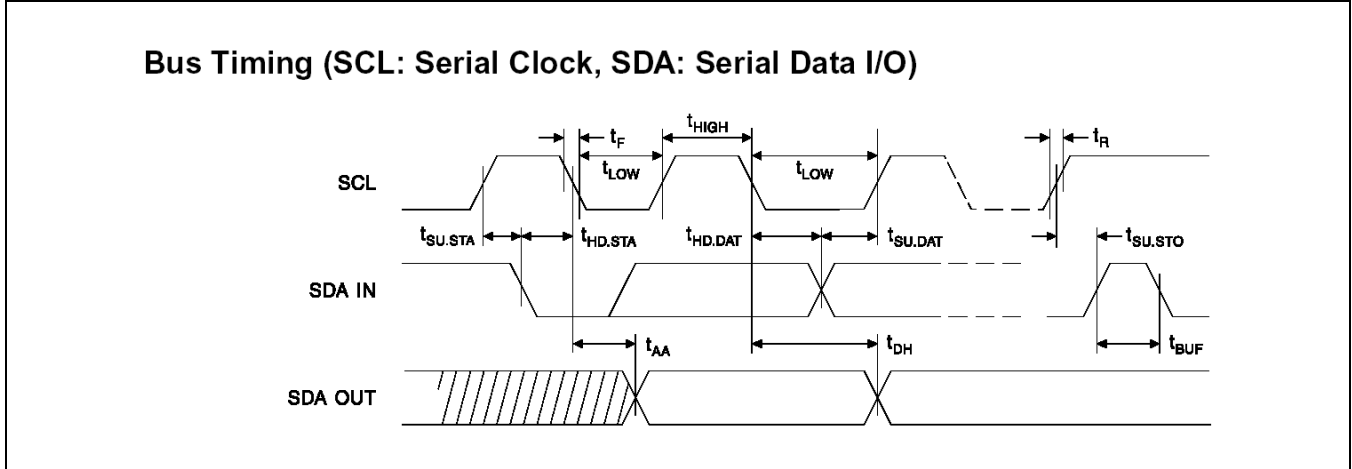 Bus Timing (SCL: Serial Clock, SDA: Serial Data I/O)
tF
tHIGH
tR
tLOW
tLOW
SCL
tSU.STA
tHD.STA
tHD.DAT
tSU.DAT
tSU.STO
SDA IN
tAA
tDH
tBUF
SDA OUT